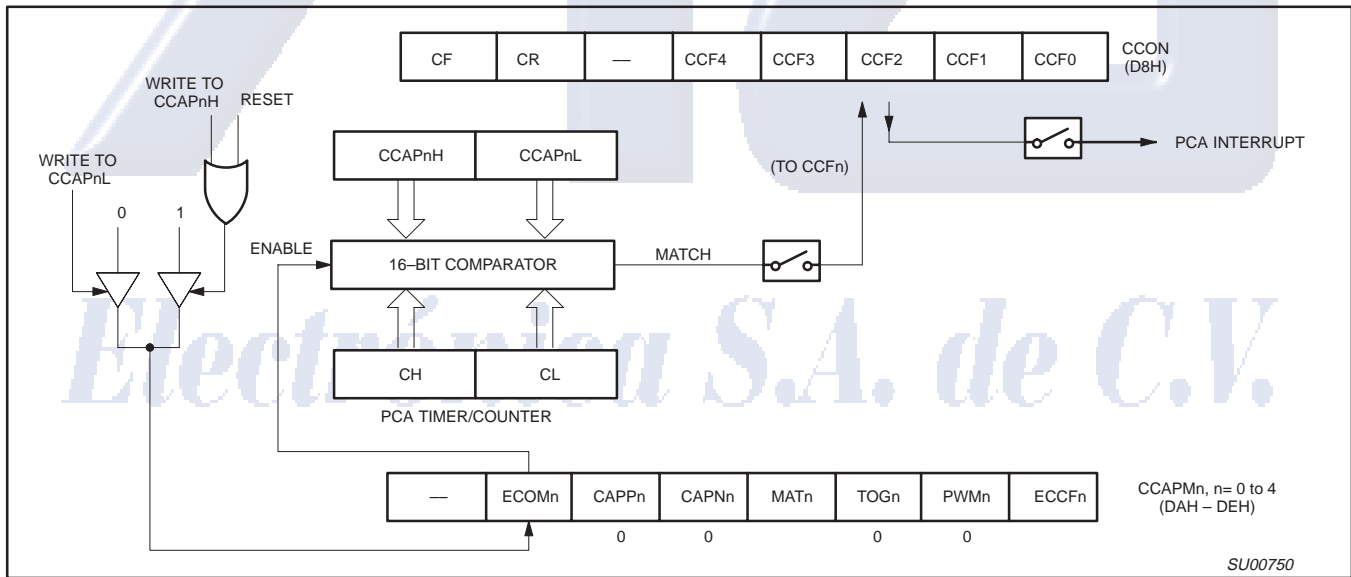 CF CR — CCF4 CCF3 CCF2 CCF1 CCF0
CCON
(D8H)
WRITE TO
CCAPnH
RESET
WRITE TO
CCAPnL
0 1
CCAPnH CCAPnL
(TO CCFn)
PCA INTERRUPT
ENABLE
16–BIT COMPARATOR
MATCH
CH CL
PCA TIMER/COUNTER
Electrónica S.A. de C.V.
— ECOMn CAPPn CAPNn MATn TOGn PWMn ECCFn
0 0 0 0
CCAPMn, n= 0 to 4
(DAH – DEH)
SU00750